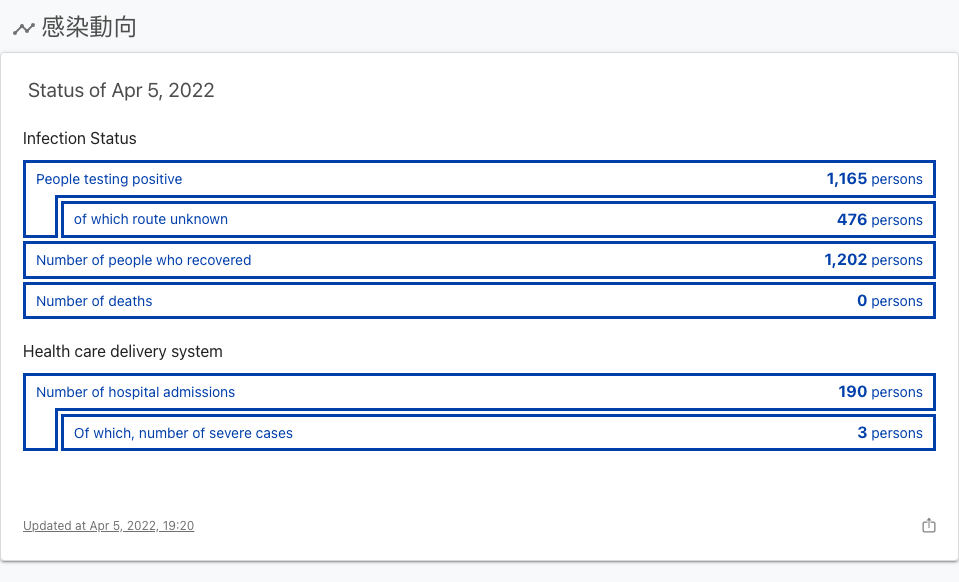 感染動向
Status of Apr 5, 2022
Infection Status
People testing positive 1,165 persons
of which route unknown 476 persons
Number of people who recovered 1,202 persons
Number of deaths 0 persons
Health care delivery system
Number of hospital admissions 190 persons
Of which, number of severe cases 3 persons
Updated at Apr 5, 2022, 19:20